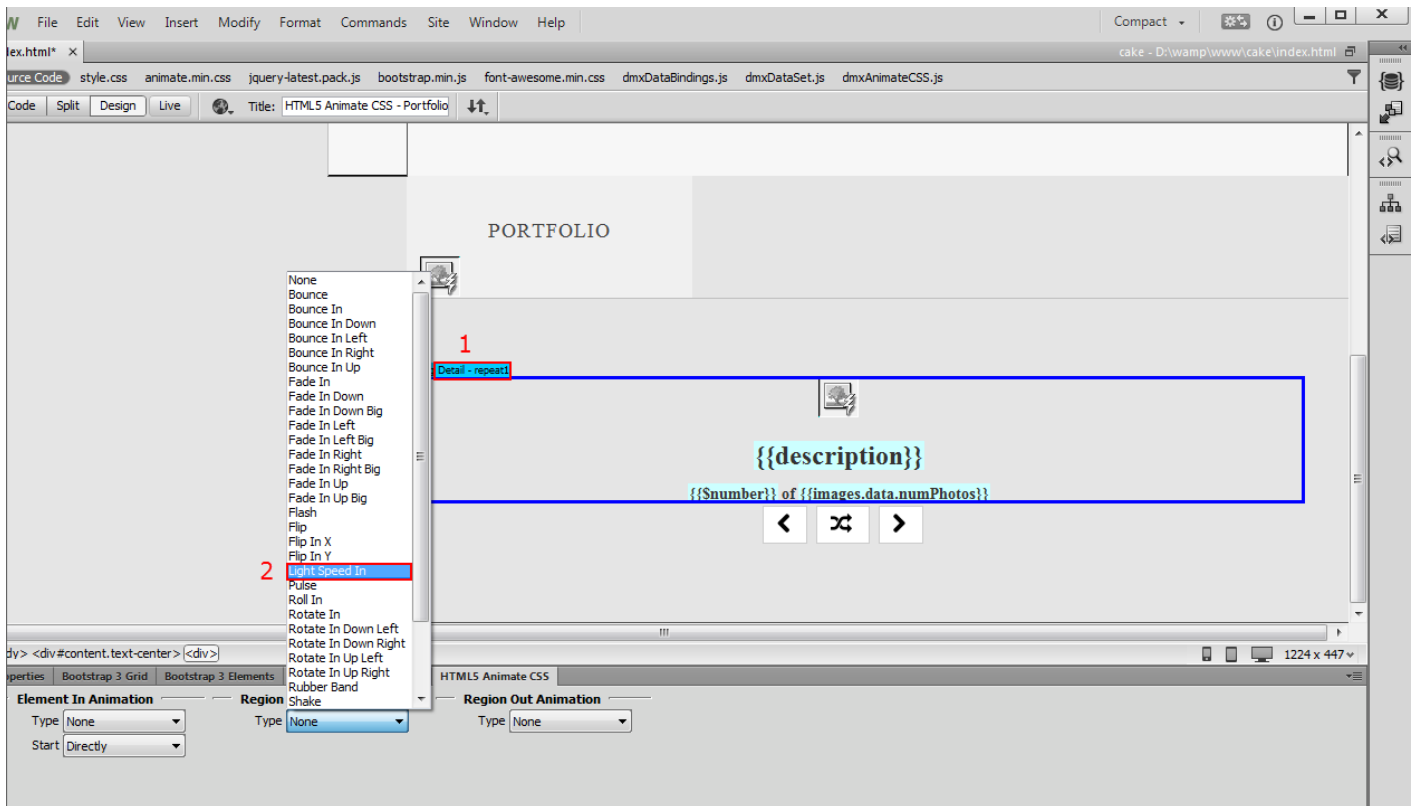 W File Edit View Insert Modify Format Commands Site Window Help Compact
dex.html* × cake - D:\wamp\www\cake\index.html
urce Code style.css animate.min.css jquery-latest.pack.js bootstrap.min.js font-awesome.min.css dmxDataBindings.js dmxDataSet.js dmxAnimateCSS.js
Code Split Design Live Title: HTML5 Animate CSS - Portfolio
PORTFOLIO
None
Bounce
Bounce In
Bounce In Down
Bounce In Left
Bounce In Right
Bounce In Up
Fade In
Fade In Down
Fade In Down Big
Fade In Left
Fade In Left Big
Fade In Right
Fade In Right Big
Fade In Up
Fade In Up Big
Flash
Flip
Flip In X
Flip In Y
2 Light Speed In
Pulse
Roll In
Rotate In
Rotate In Down Left
Rotate In Down Right
Rotate In Up Left
Rotate In Up Right
Rubber Band
Shake
1
Detail - repeat1
{{description}}
{{$number}} of {{images.data.numPhotos}}
dy> <div#content.text-center> <div> 1224 x 447
operties Bootstrap 3 Grid Bootstrap 3 Elements HTML5 Animate CSS
Element In Animation Region Region Out Animation
Type None Type None Type None
Start Directly